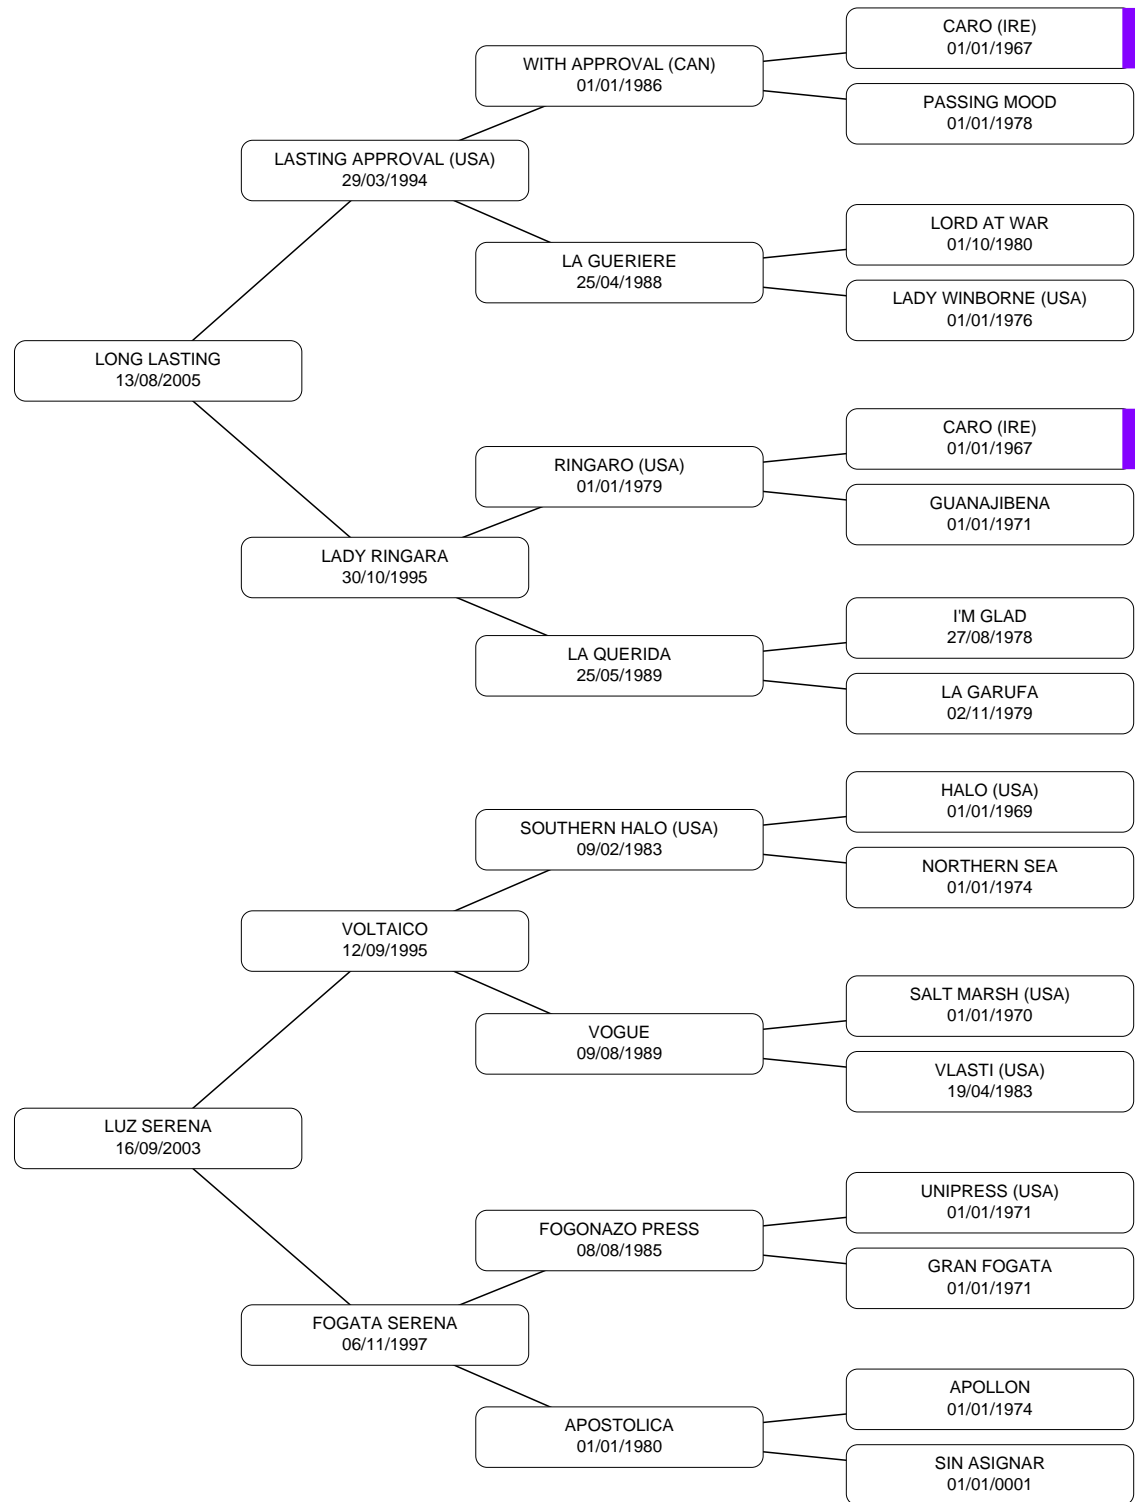 CARO (IRE)
01/01/1967
WITH APPROVAL (CAN)
01/01/1986
PASSING MOOD
01/01/1978
LASTING APPROVAL (USA)
29/03/1994
LORD AT WAR
01/10/1980
LA GUERIERE
25/04/1988
LADY WINBORNE (USA)
01/01/1976
LONG LASTING
13/08/2005
CARO (IRE)
01/01/1967
RINGARO (USA)
01/01/1979
GUANAJIBENA
01/01/1971
LADY RINGARA
30/10/1995
I'M GLAD
27/08/1978
LA QUERIDA
25/05/1989
LA GARUFA
02/11/1979
HALO (USA)
01/01/1969
SOUTHERN HALO (USA)
09/02/1983
NORTHERN SEA
01/01/1974
VOLTAICO
12/09/1995
SALT MARSH (USA)
01/01/1970
VOGUE
09/08/1989
VLASTI (USA)
19/04/1983
LUZ SERENA
16/09/2003
UNIPRESS (USA)
01/01/1971
FOGONAZO PRESS
08/08/1985
GRAN FOGATA
01/01/1971
FOGATA SERENA
06/11/1997
APOLLON
01/01/1974
APOSTOLICA
01/01/1980
SIN ASIGNAR
01/01/0001